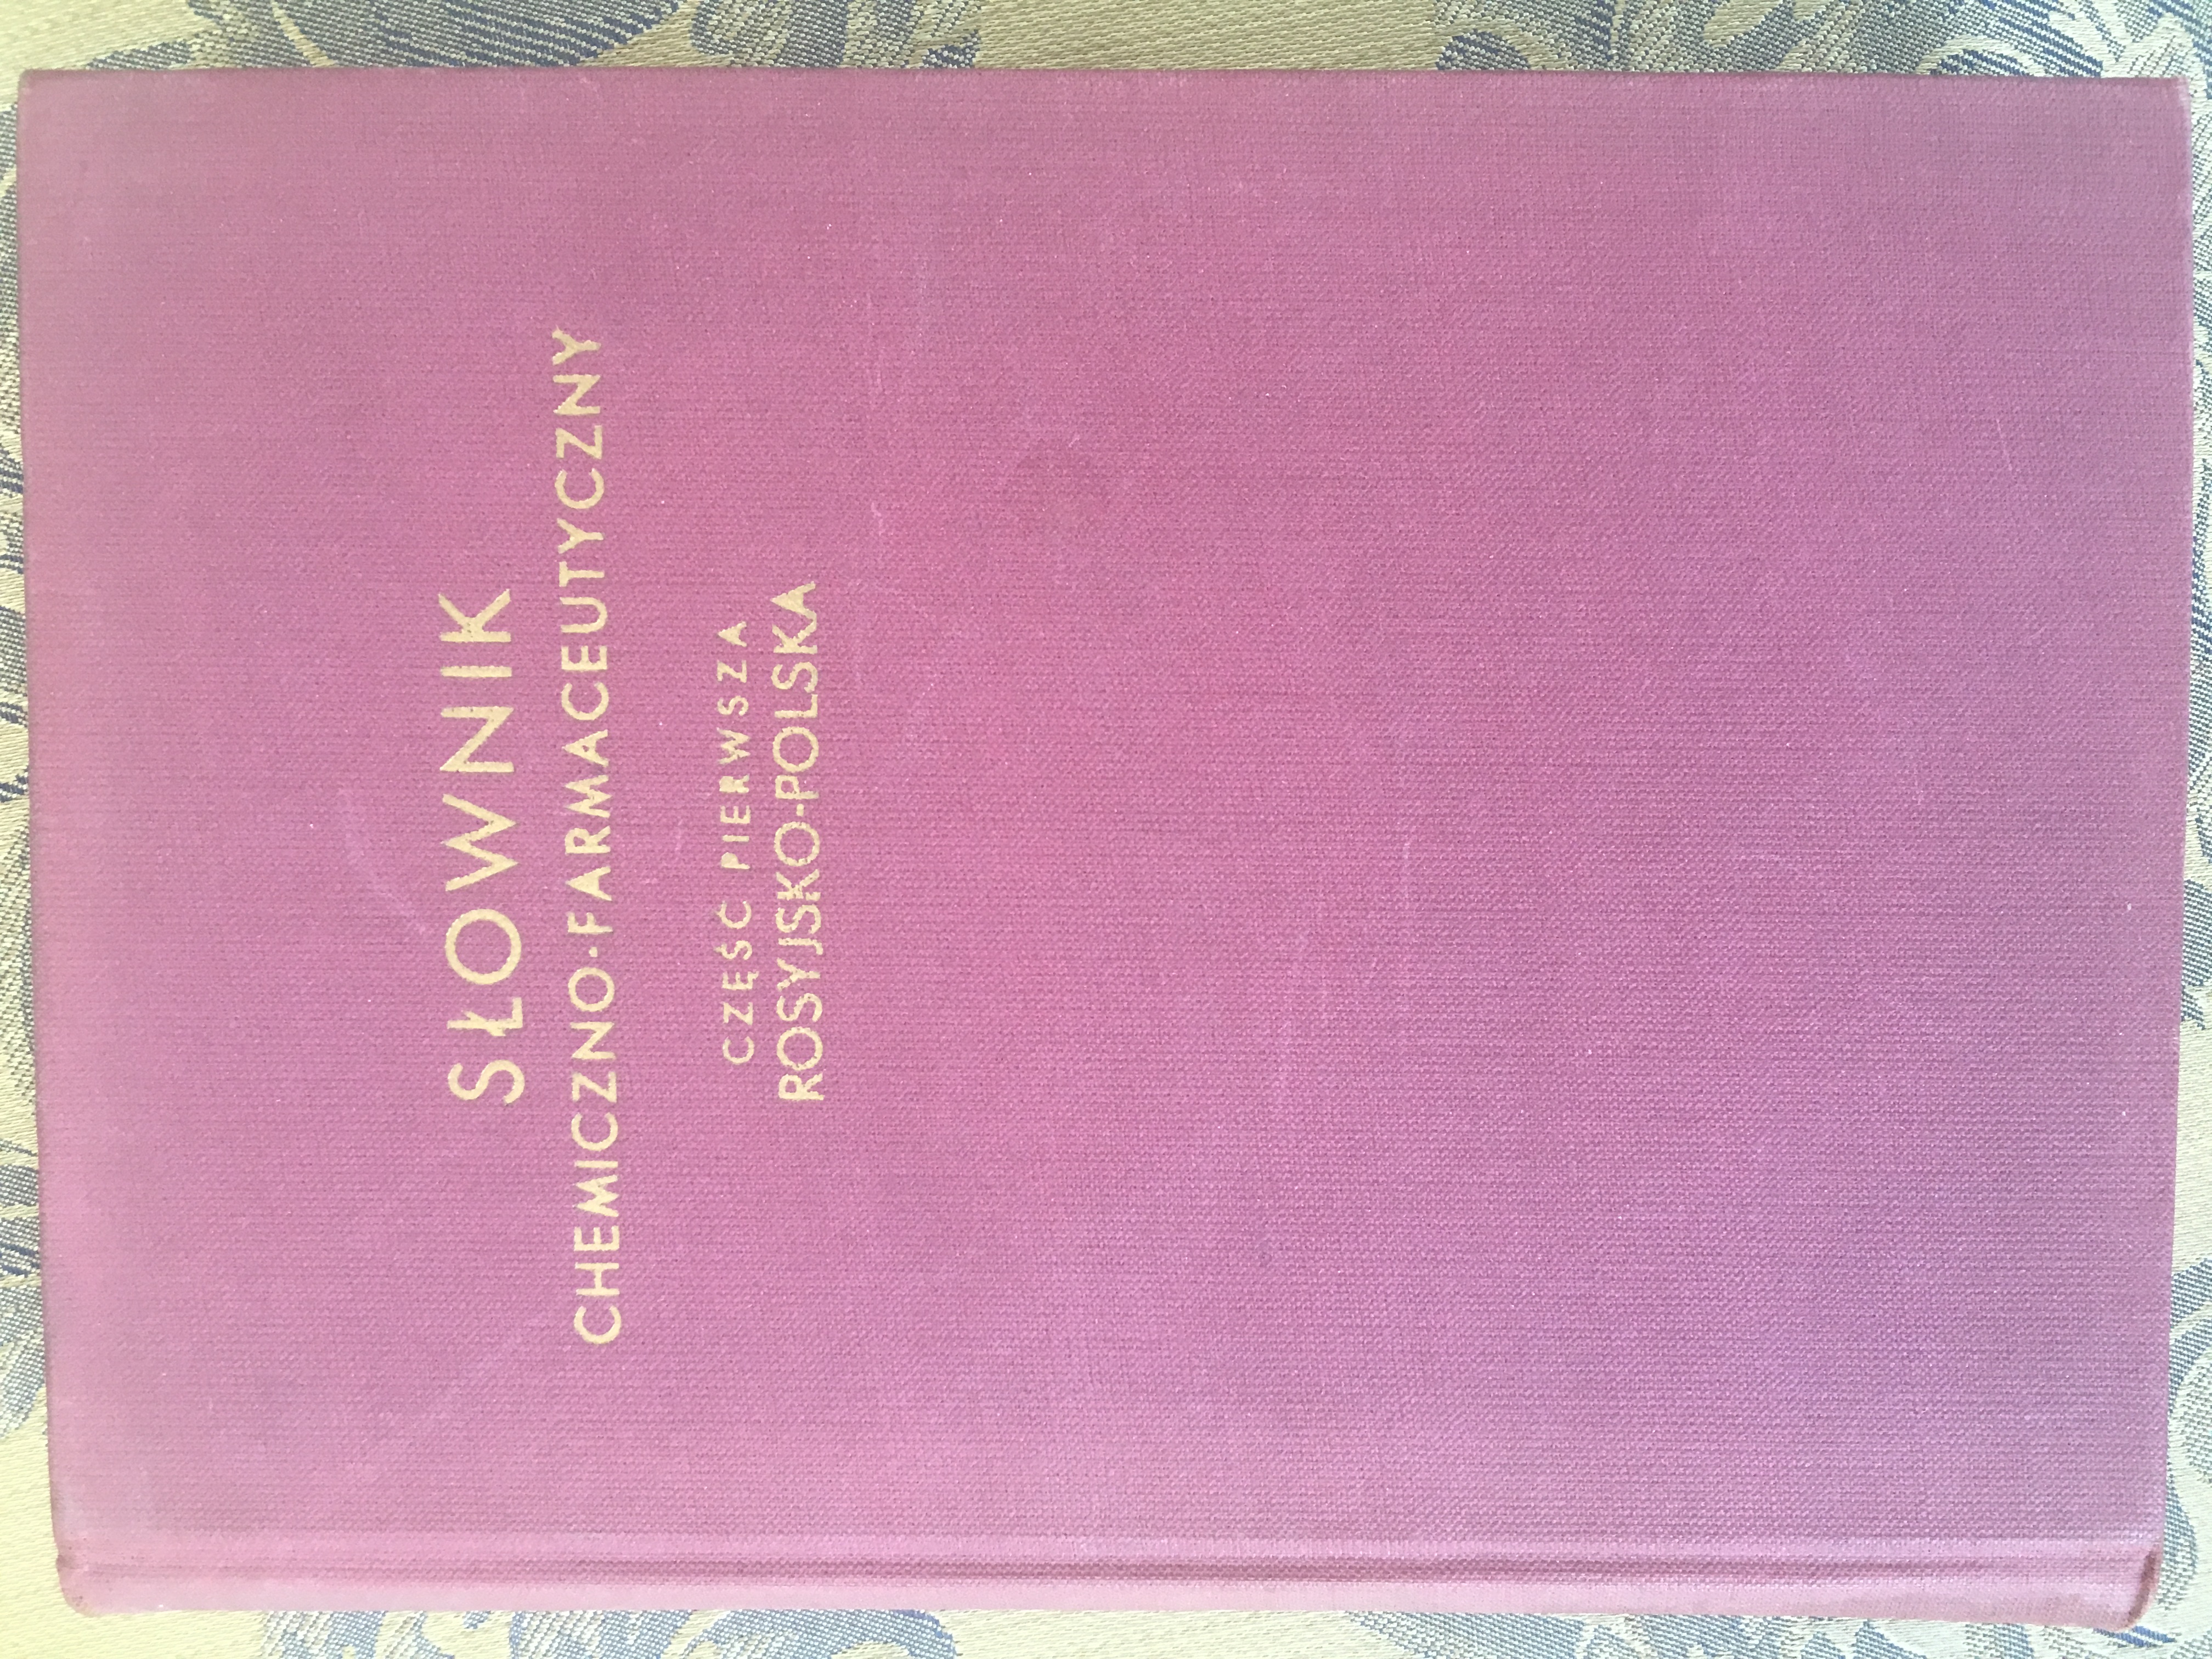 SŁOWNIK
CHEMICZNO-FARMACEUTYCZNY
CZĘŚĆ PIERWSZA
ROSYJSKO-POLSKA